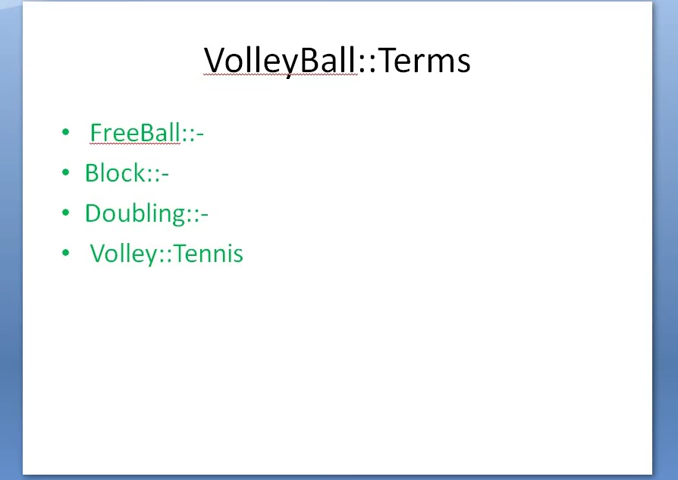 VolleyBall::Terms
• FreeBall::-
• Block::-
• Doubling::-
• Volley::Tennis